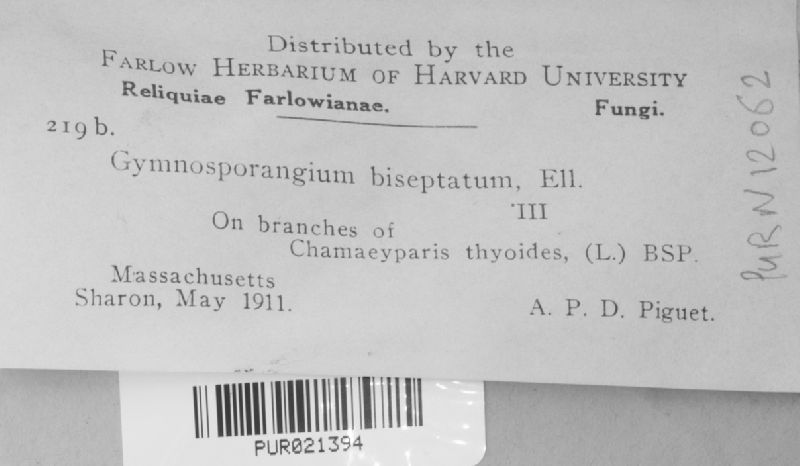 Distributed by the
FARLOW HERBARIUM OF HARVARD UNIVERSITY
Reliquiae Farlowianae. Fungi.
219 b.
Gymnosporangium biseptatum, Ell.
III
On branches of
Chamaeyparis thyoides, (L.) BSP.
Massachusetts
Sharon, May 1911. A. P. D. Piguet.
PUR N 12062
PUR021394